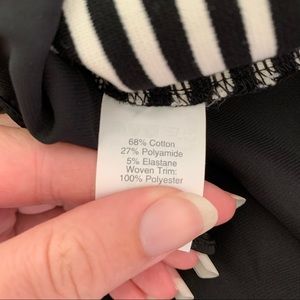 68% Cotton
27% Polyamide
5% Elastane
Woven Trim:
100% Polyester